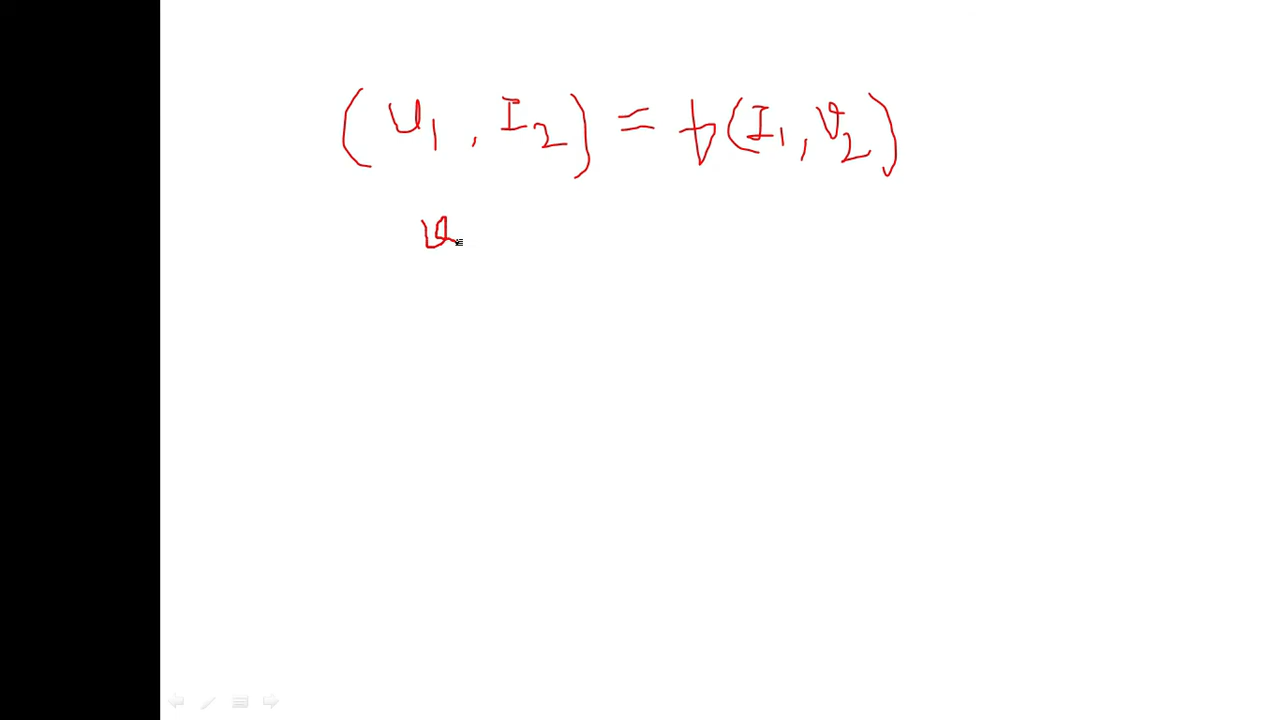 (V1, I2) = f(I1, V2)
V